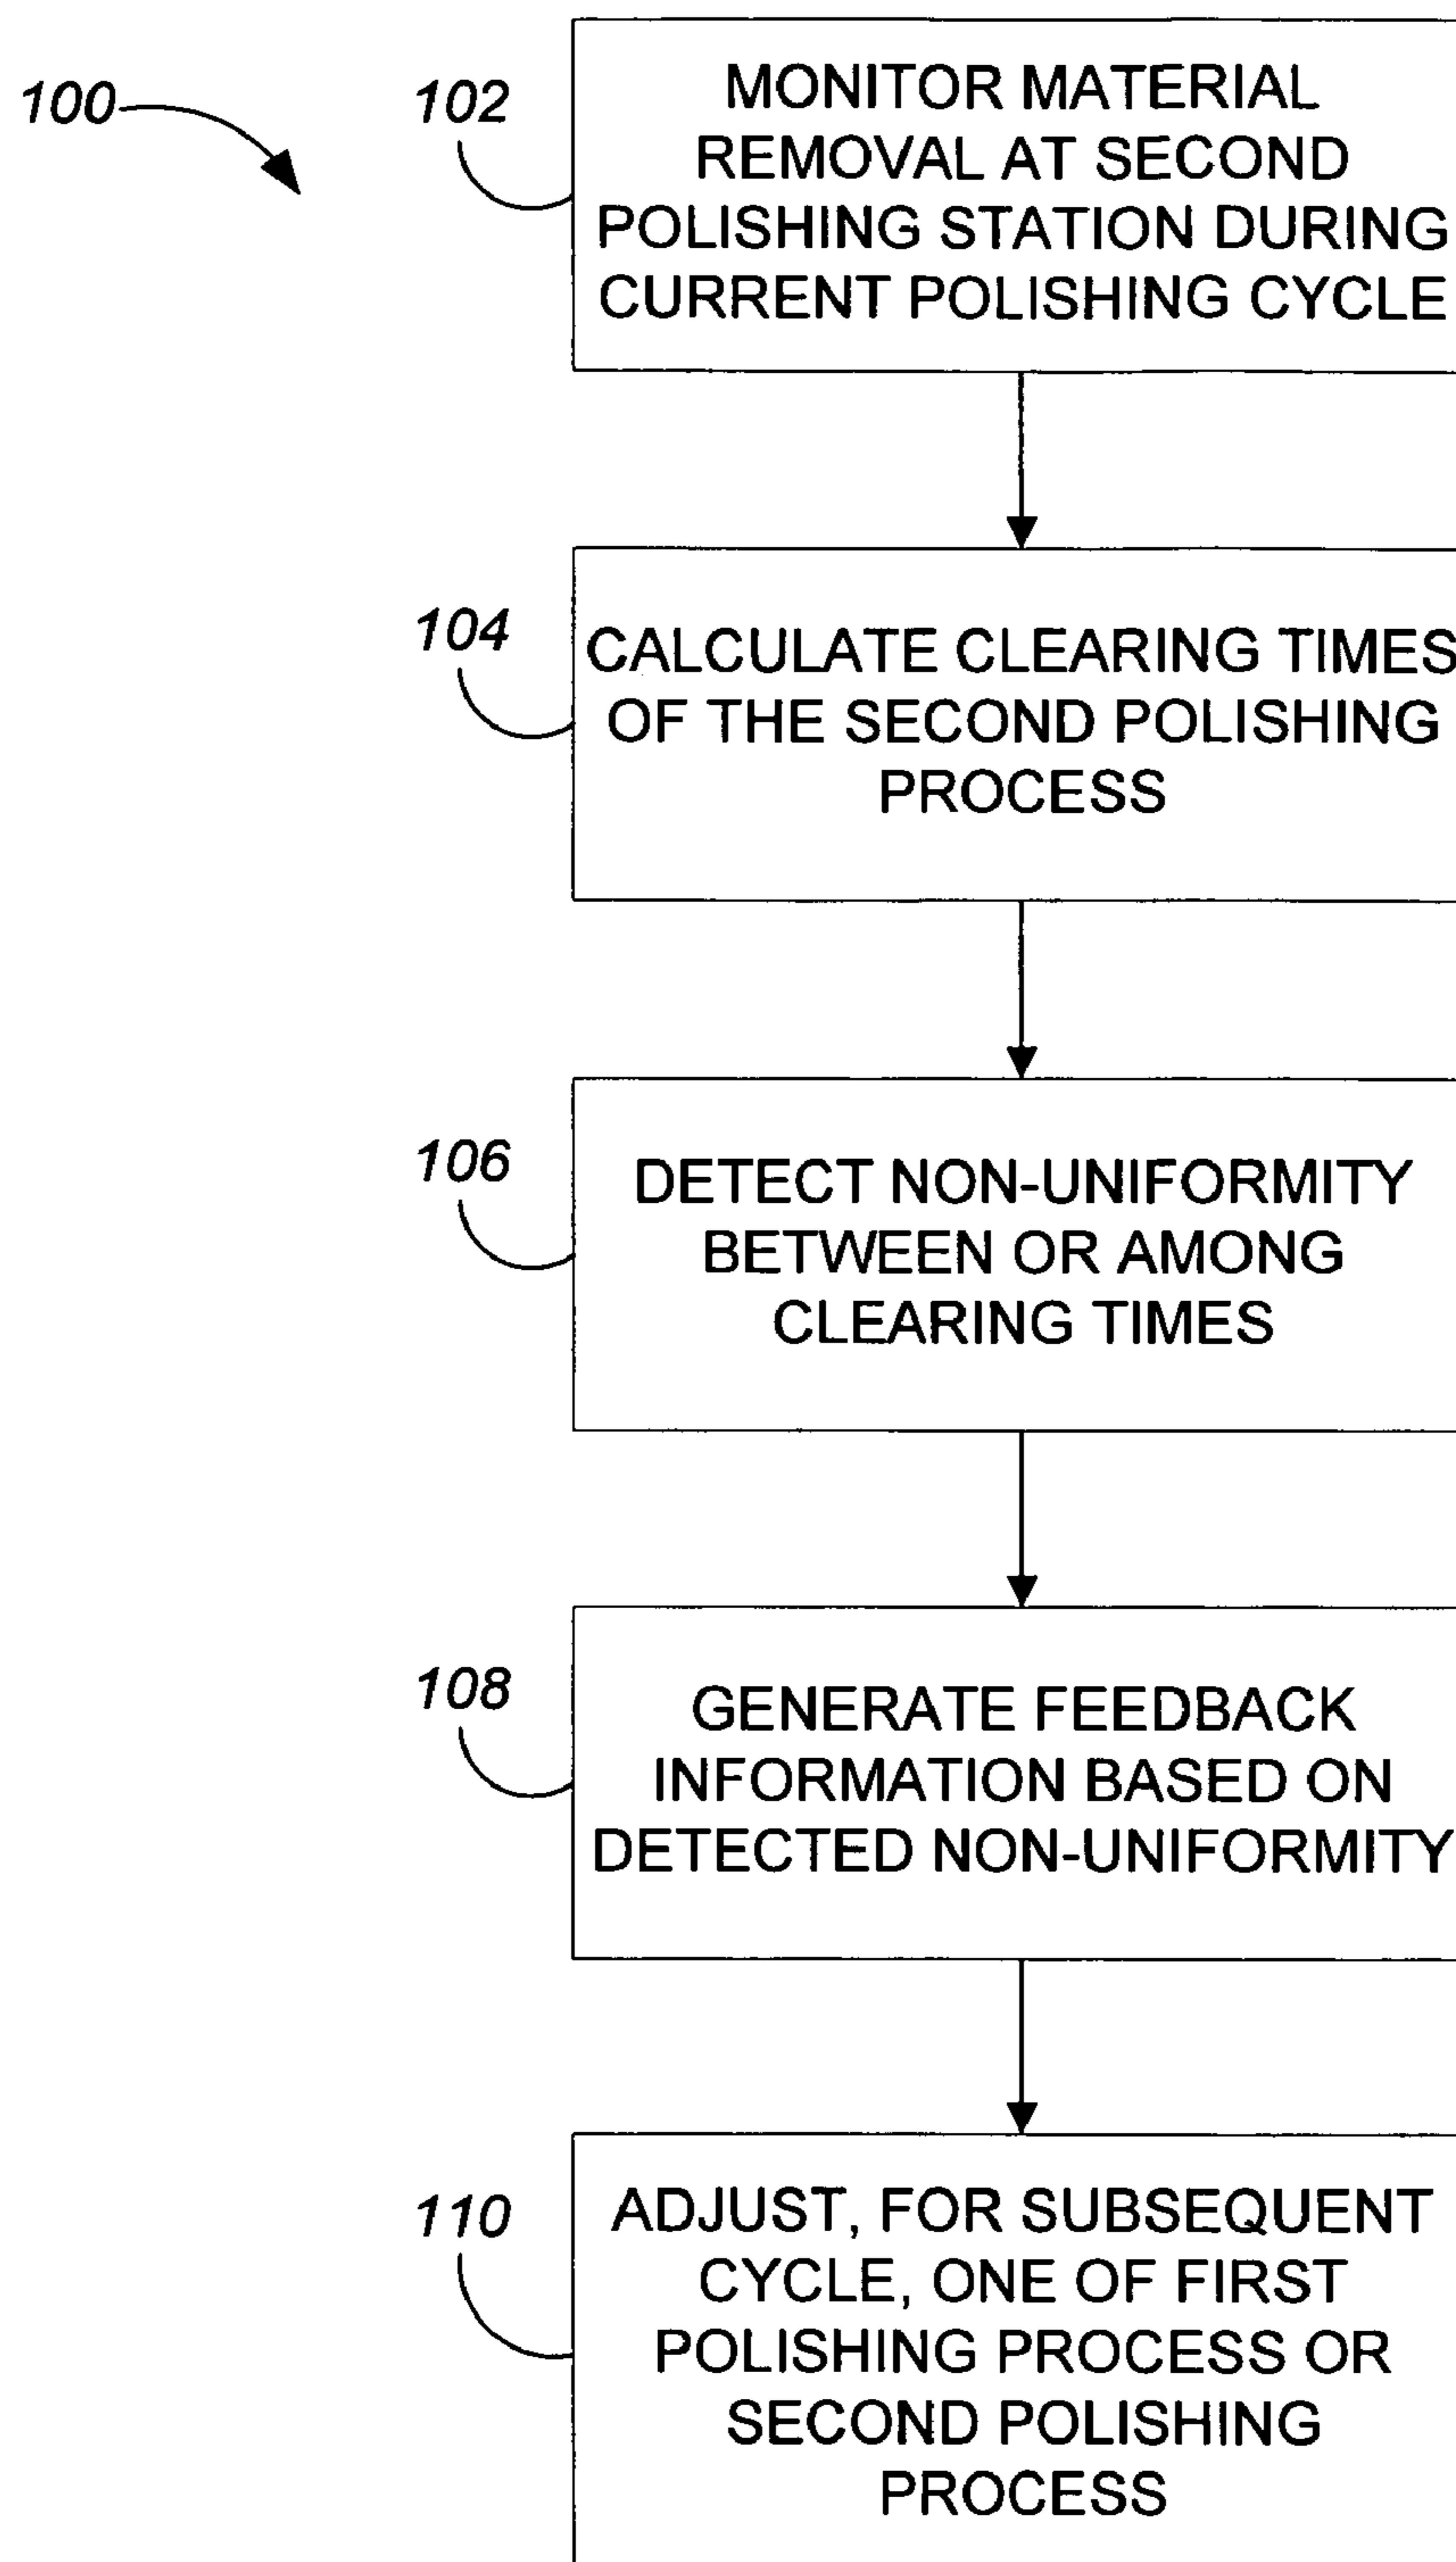 100
102
MONITOR MATERIAL
REMOVAL AT SECOND
POLISHING STATION DURING
CURRENT POLISHING CYCLE
104
CALCULATE CLEARING TIMES
OF THE SECOND POLISHING
PROCESS
106
DETECT NON-UNIFORMITY
BETWEEN OR AMONG
CLEARING TIMES
108
GENERATE FEEDBACK
INFORMATION BASED ON
DETECTED NON-UNIFORMITY
110
ADJUST, FOR SUBSEQUENT
CYCLE, ONE OF FIRST
POLISHING PROCESS OR
SECOND POLISHING
PROCESS